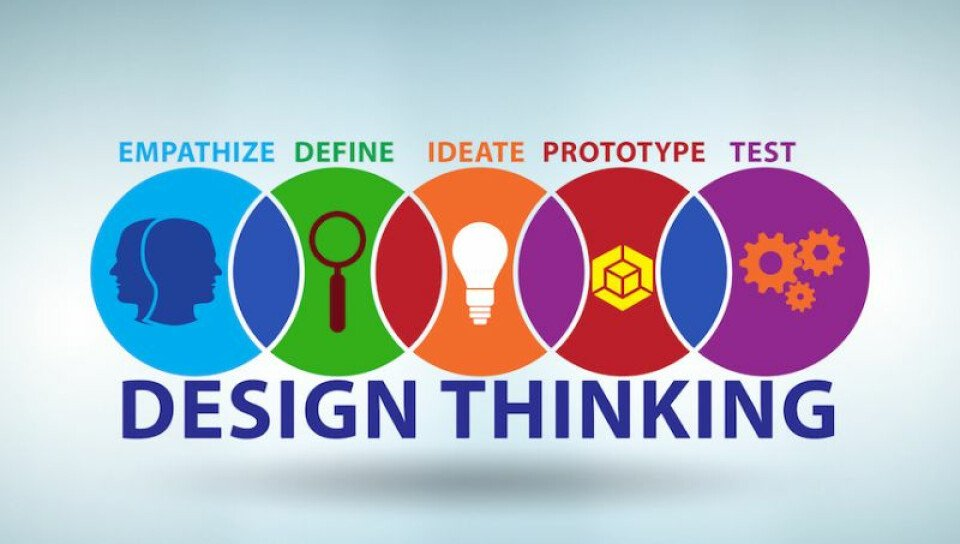 EMPATHIZE DEFINE IDEATE PROTOTYPE TEST
DESIGN THINKING